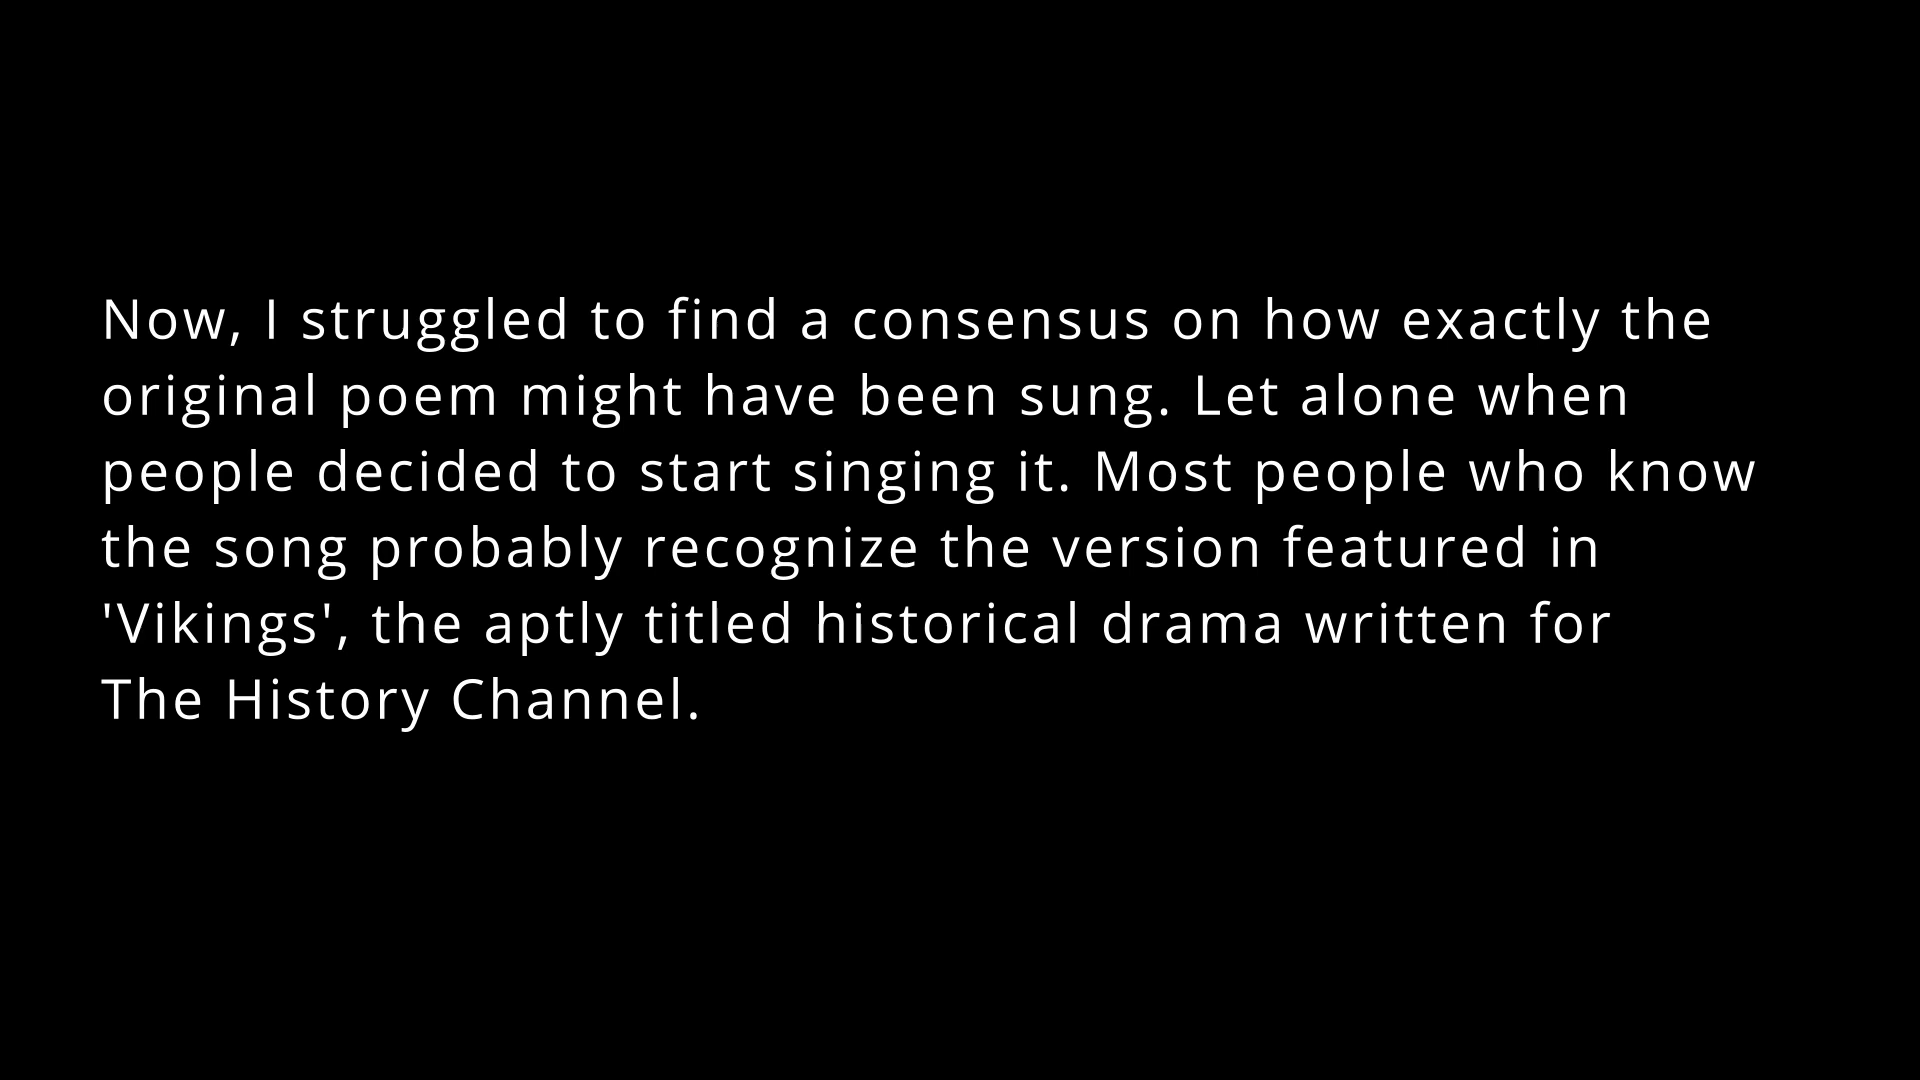 Now, I struggled to find a consensus on how exactly the
original poem might have been sung. Let alone when
people decided to start singing it. Most people who know
the song probably recognize the version featured in
'Vikings', the aptly titled historical drama written for
The History Channel.